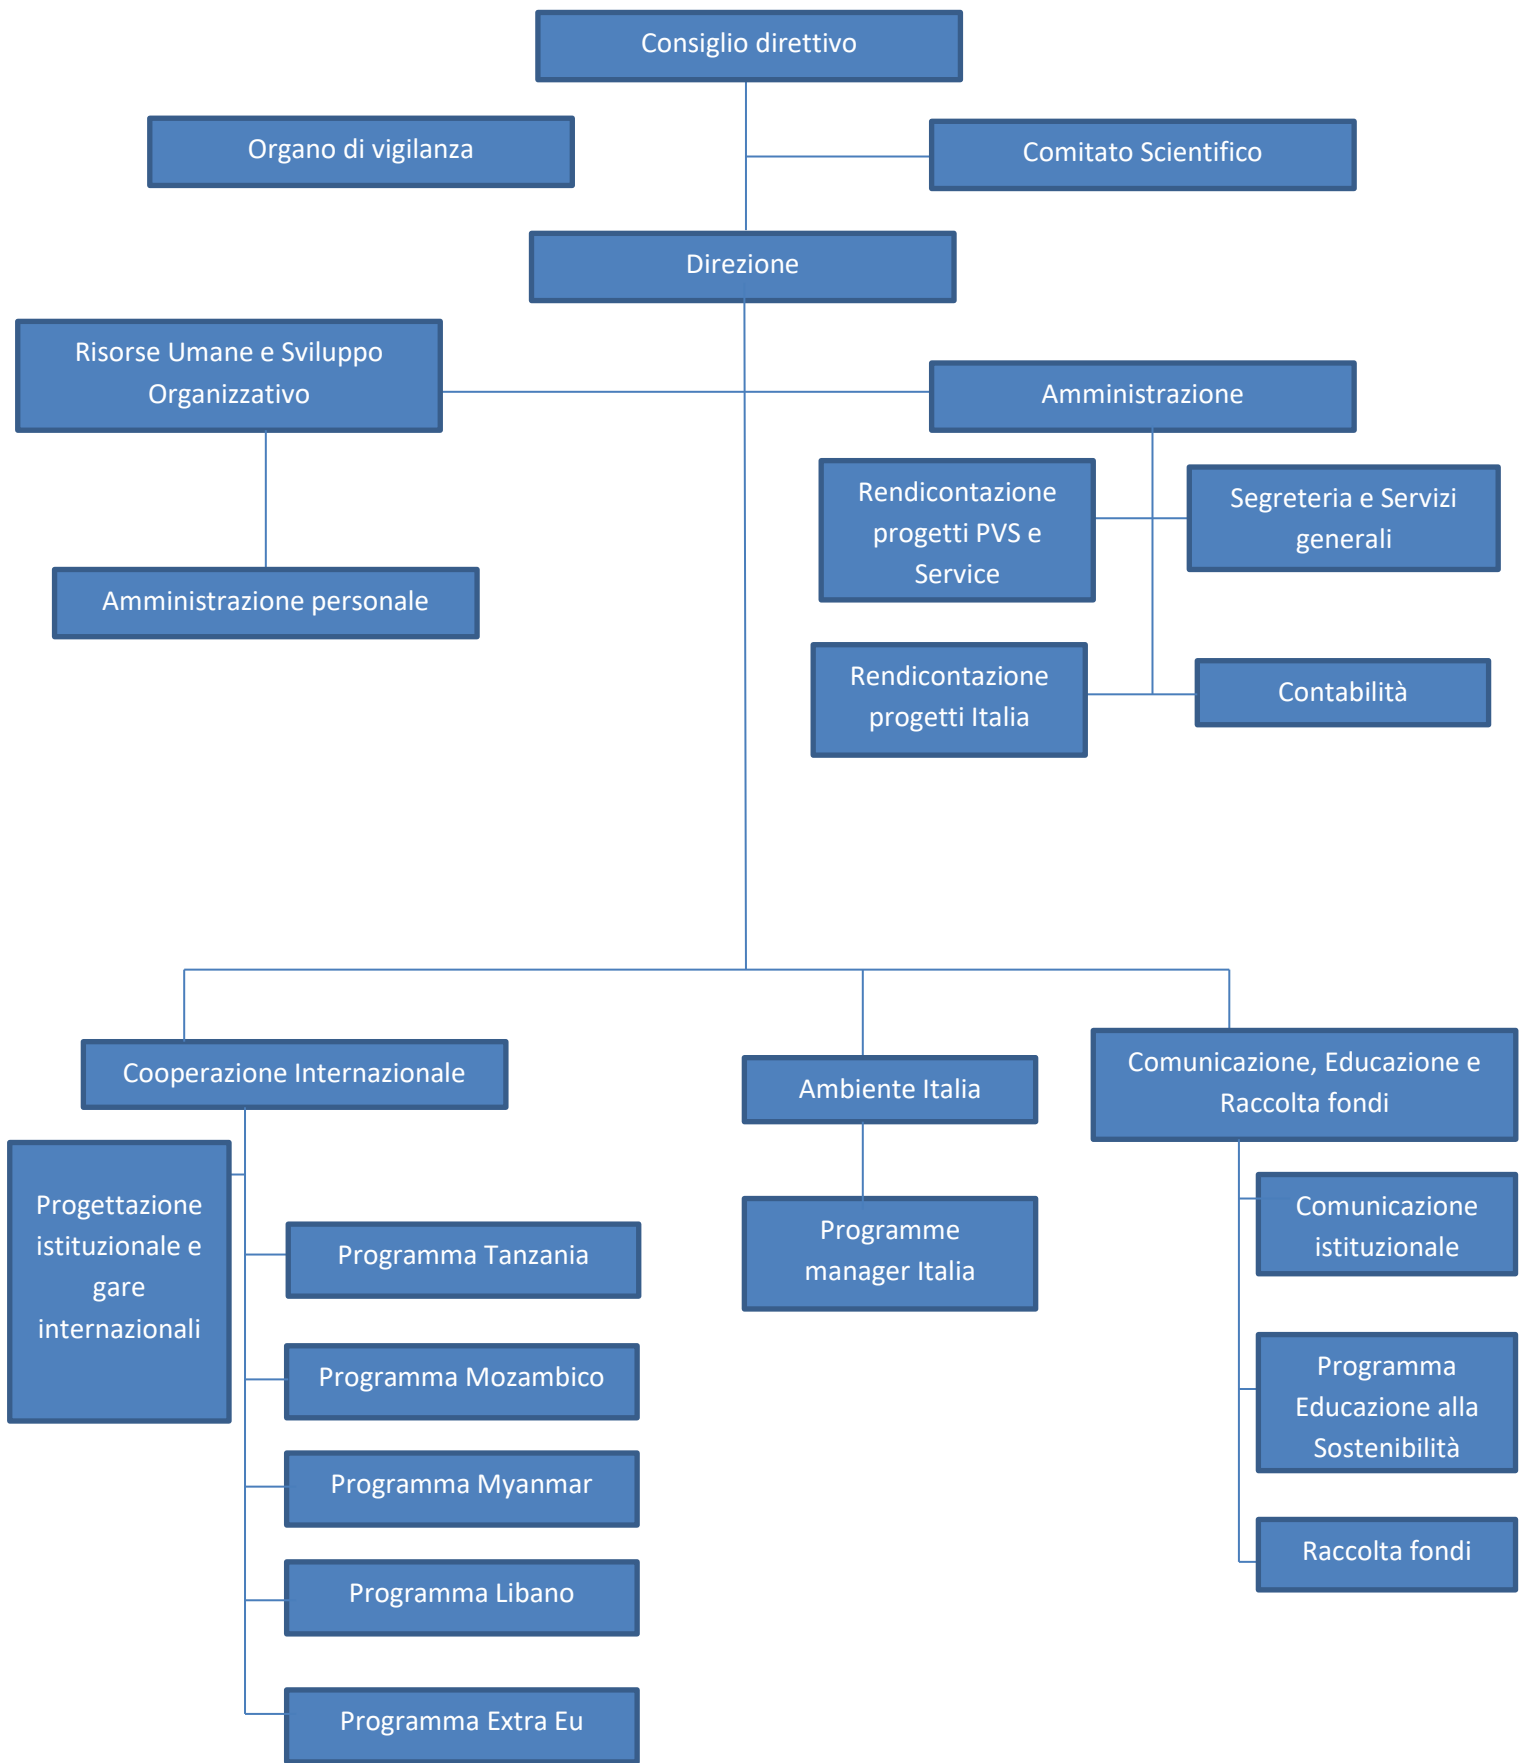 Consiglio direttivo
Organo di vigilanza
Comitato Scientifico
Direzione
Risorse Umane e Sviluppo
Organizzativo
Amministrazione
Rendicontazione
progetti PVS e
Service
Segreteria e Servizi
generali
Amministrazione personale
Rendicontazione
progetti Italia
Contabilità
Cooperazione Internazionale
Ambiente Italia
Comunicazione, Educazione e
Raccolta fondi
Progettazione
istituzionale e
gare
internazionali
Programma Tanzania
Programma Mozambico
Programma Myanmar
Programma Libano
Programma Extra Eu
Programme
manager Italia
Comunicazione
istituzionale
Programma
Educazione alla
Sostenibilità
Raccolta fondi